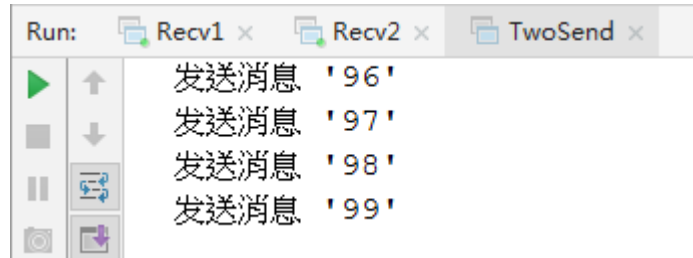 Run: Recv1 × Recv2 × TwoSend ×
发送消息 '96'
发送消息 '97'
发送消息 '98'
发送消息 '99'